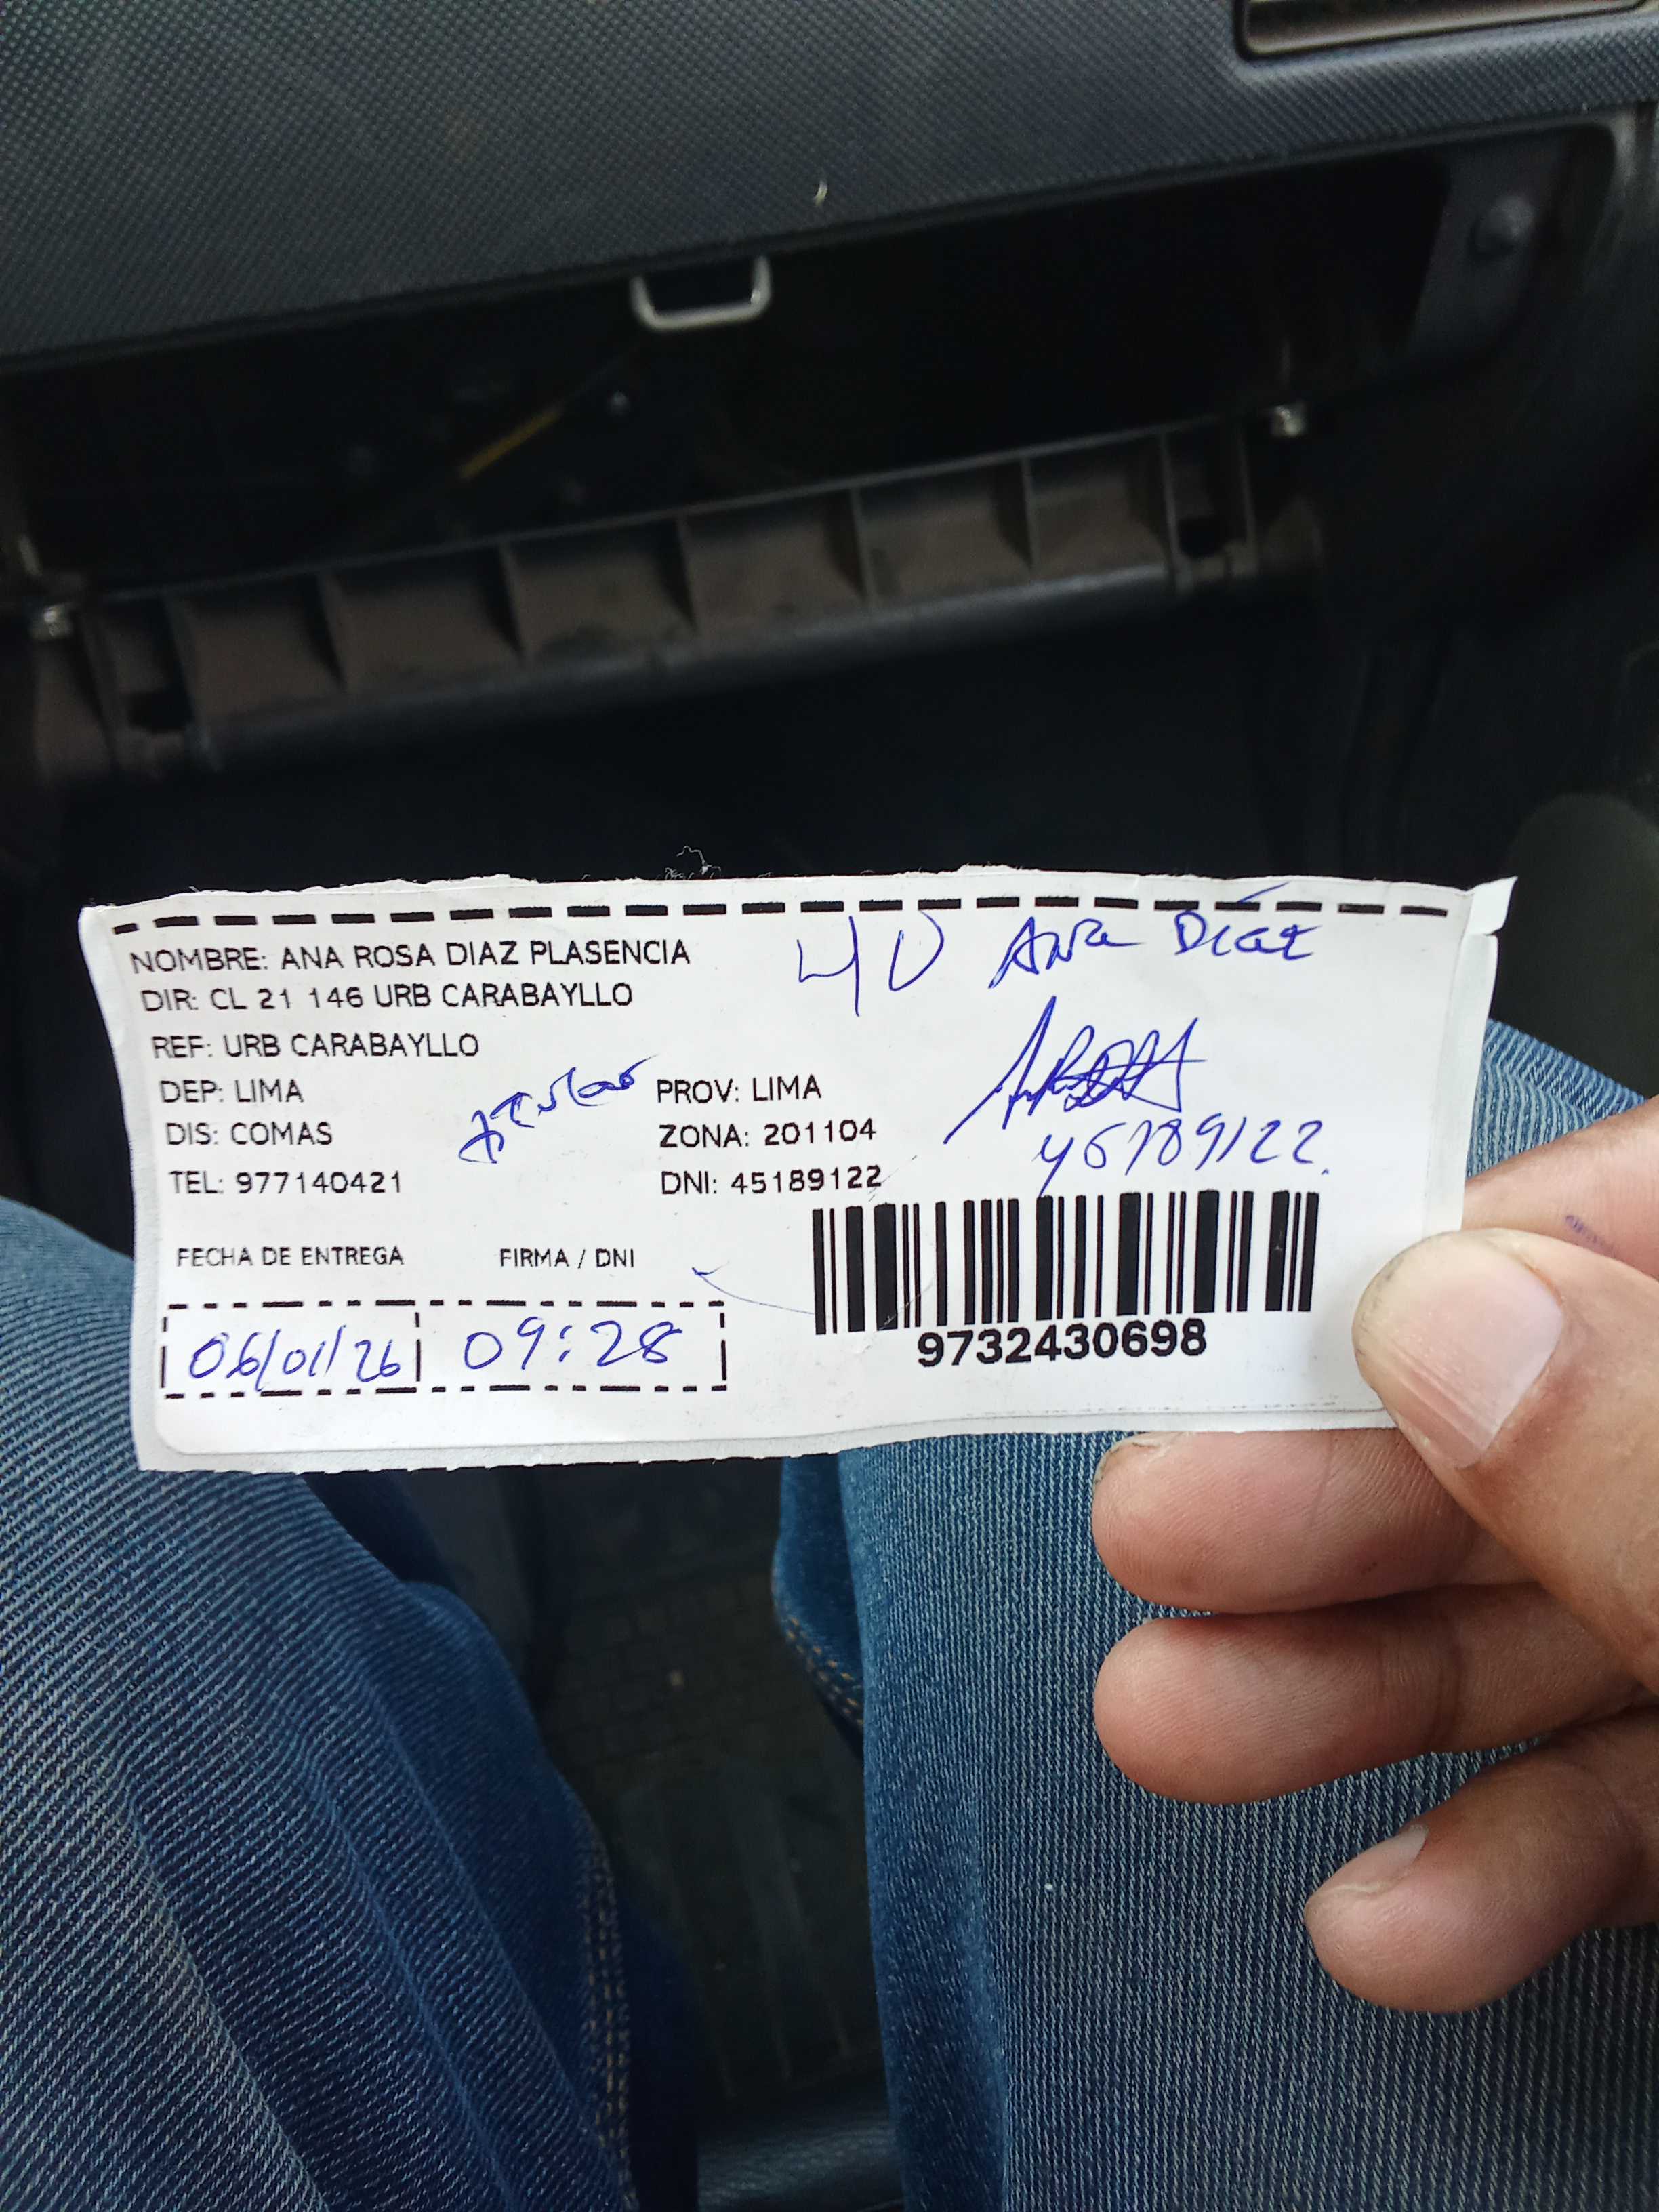 NOMBRE: ANA ROSA DIAZ PLASENCIA
DIR: CL 21 146 URB CARABAYLLO
REF: URB CARABAYLLO
DEP: LIMA
PROV: LIMA
DIS: COMAS
ZONA: 201104
TEL: 977140421
DNI: 45189122
Ana Díaz
45189122.
FECHA DE ENTREGA
FIRMA / DNI
06/01/26
09:28
9732430698